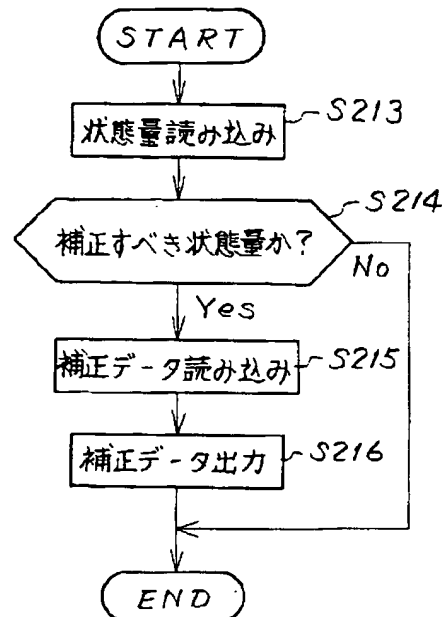 START
状態量読み込み
S213
S214
補正すべき状態量か?
No
Yes
補正データ読み込み
S215
補正データ出力
S216
END